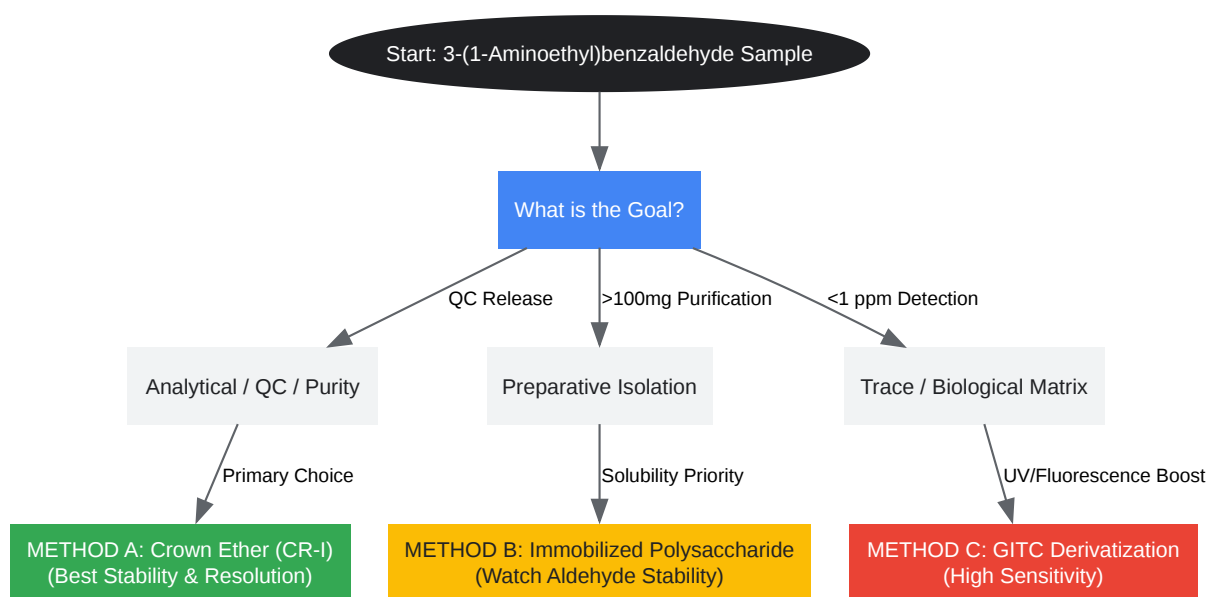 Start: 3-(1-Aminoethyl)benzaldehyde Sample
What is the Goal?
QC Release
>100mg Purification
<1 ppm Detection
Analytical / QC / Purity
Preparative Isolation
Trace / Biological Matrix
Primary Choice
Solubility Priority
UV/Fluorescence Boost
METHOD A: Crown Ether (CR-I)
(Best Stability & Resolution)
METHOD B: Immobilized Polysaccharide
(Watch Aldehyde Stability)
METHOD C: GITC Derivatization
(High Sensitivity)